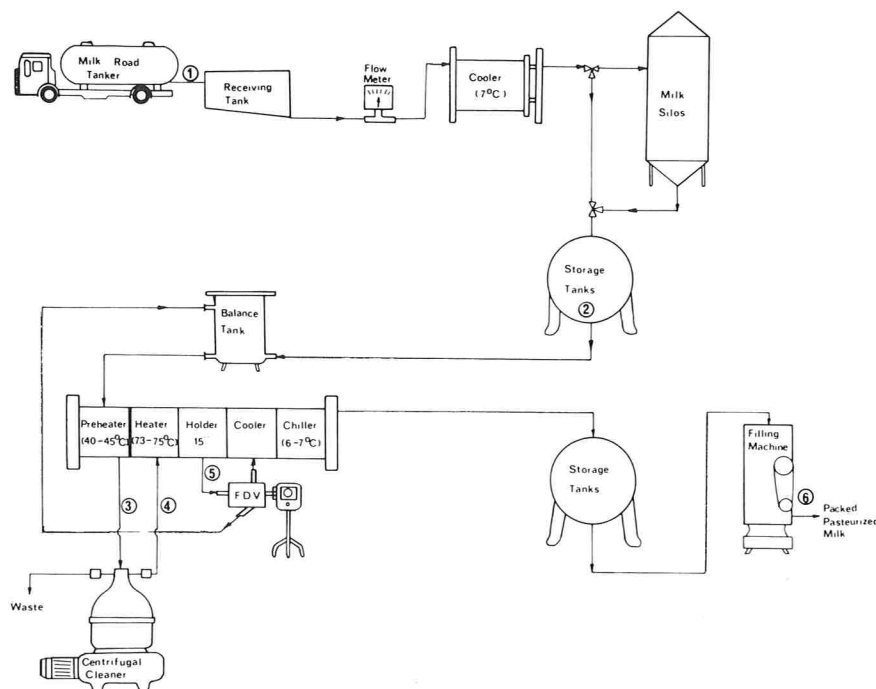 Milk Road
Tanker
①
Receiving
Tank
Flow
Meter
Cooler
(7°C)
Milk
Silos
Storage
Tanks
②
Balance
Tank
Preheater
(40-45°C)
Heater
(73-75°C)
Holder
15
Cooler
Chiller
(6-7°C)
③
④
⑤
FDV
Storage
Tanks
Filling
Machine
⑥
Packed
Pasteurized
Milk
Waste
Centrifugal
Cleaner